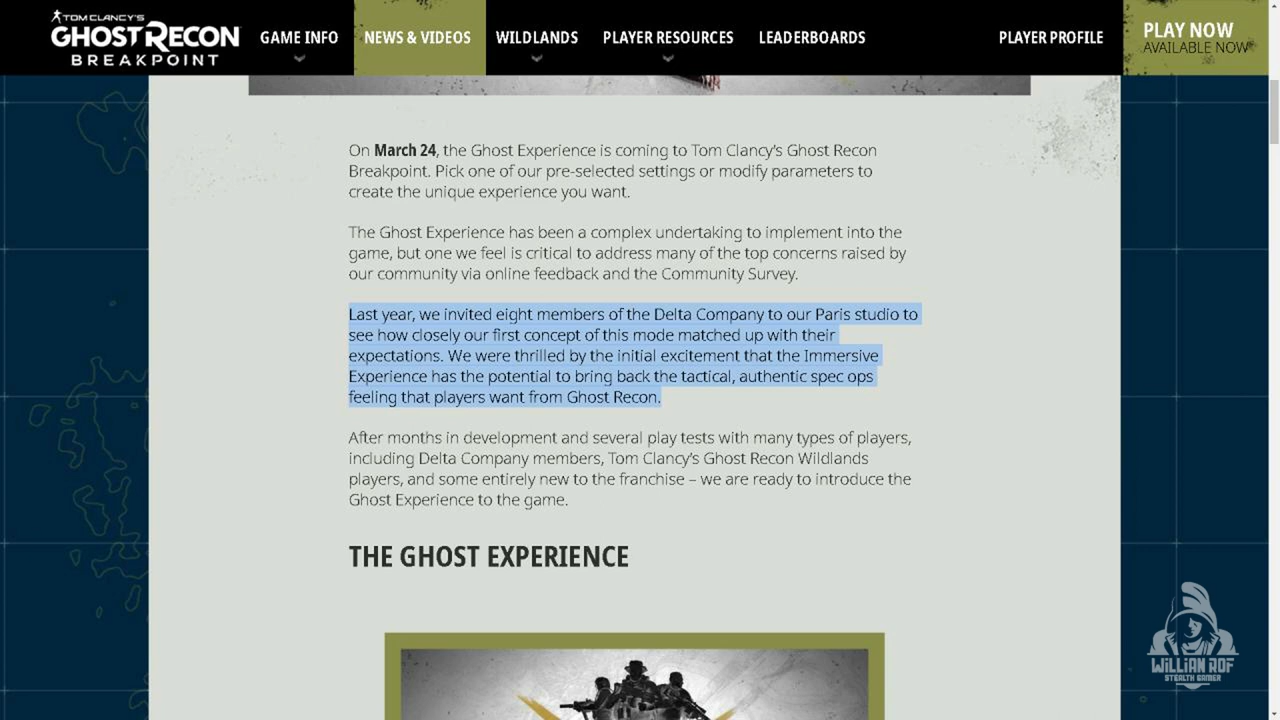 TOM CLANCY'S
GHOST RECON
BREAKPOINT
GAME INFO
NEWS & VIDEOS
WILDLANDS
PLAYER RESOURCES
LEADERBOARDS
PLAYER PROFILE
PLAY NOW
AVAILABLE NOW
On March 24, the Ghost Experience is coming to Tom Clancy's Ghost Recon
Breakpoint. Pick one of our pre-selected settings or modify parameters to
create the unique experience you want.
The Ghost Experience has been a complex undertaking to implement into the
game, but one we feel is critical to address many of the top concerns raised by
our community via online feedback and the Community Survey.
Last year, we invited eight members of the Delta Company to our Paris studio to
see how closely our first concept of this mode matched up with their
expectations. We were thrilled by the initial excitement that the Immersive
Experience has the potential to bring back the tactical, authentic spec ops
feeling that players want from Ghost Recon.
After months in development and several play tests with many types of players,
including Delta Company members, Tom Clancy's Ghost Recon Wildlands
players, and some entirely new to the franchise – we are ready to introduce the
Ghost Experience to the game.
THE GHOST EXPERIENCE
WILLIAN ROF
STEALTH GAMER